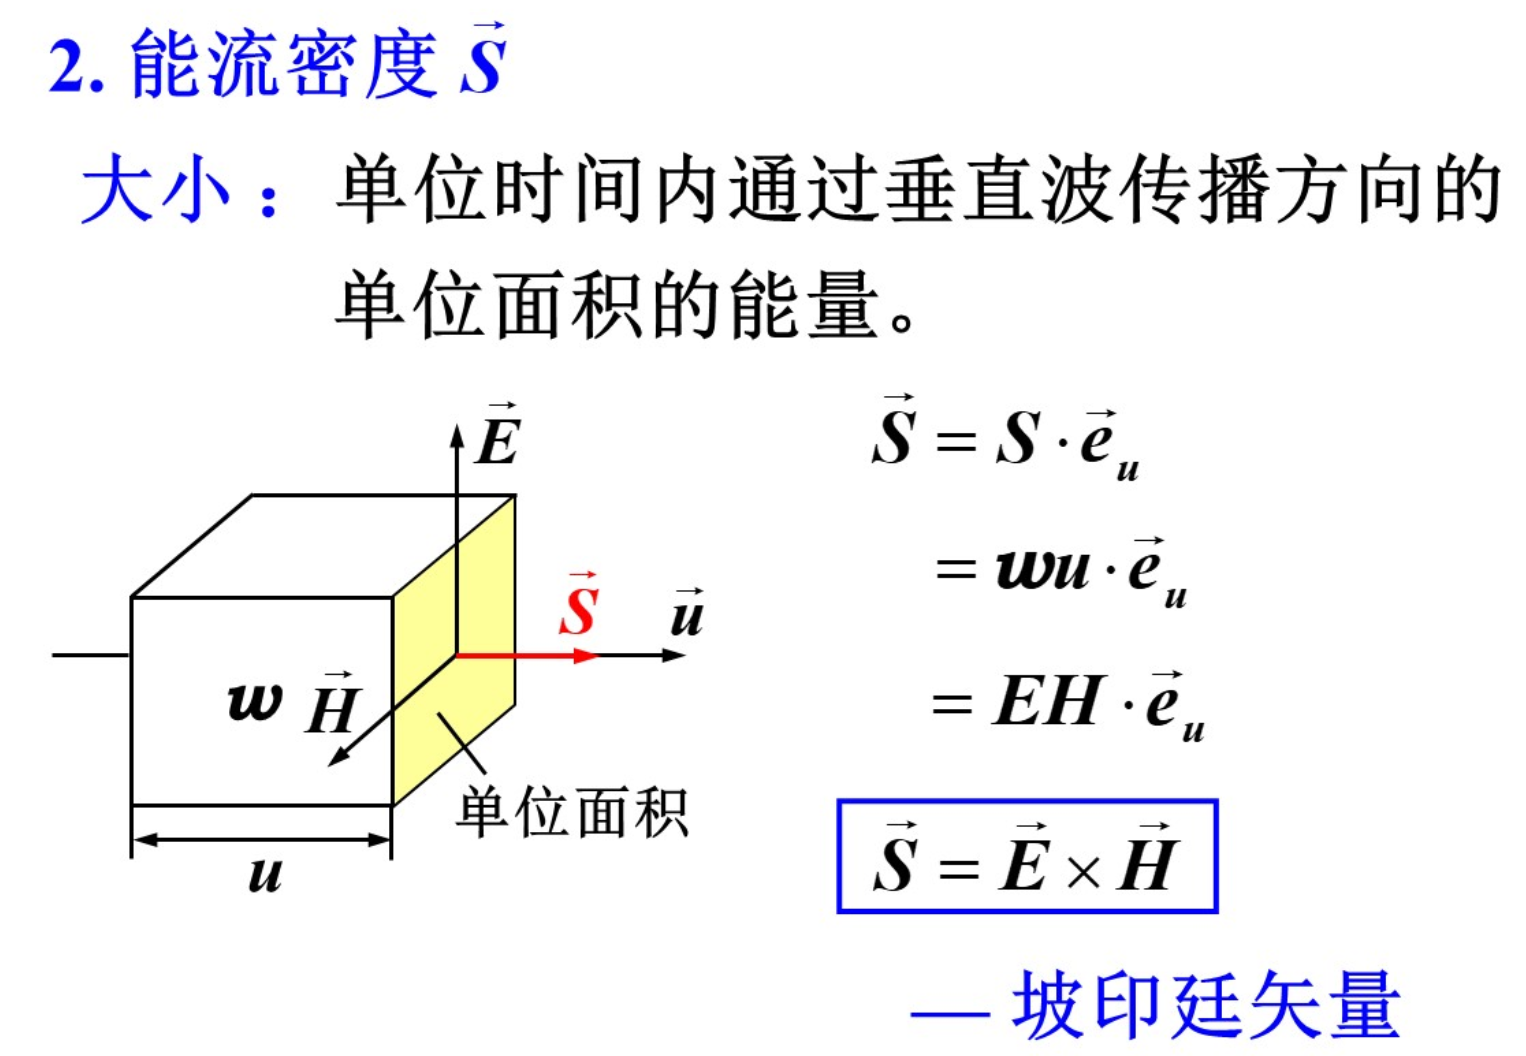 2. 能流密度 S⃗
大小： 单位时间内通过垂直波传播方向的
单位面积的能量。
E⃗
S⃗
u⃗
w H⃗
单位面积
u
S⃗ = S · e⃗ᵤ
= wu · e⃗ᵤ
= EH · e⃗ᵤ
S⃗ = E⃗ × H⃗
— 坡印廷矢量